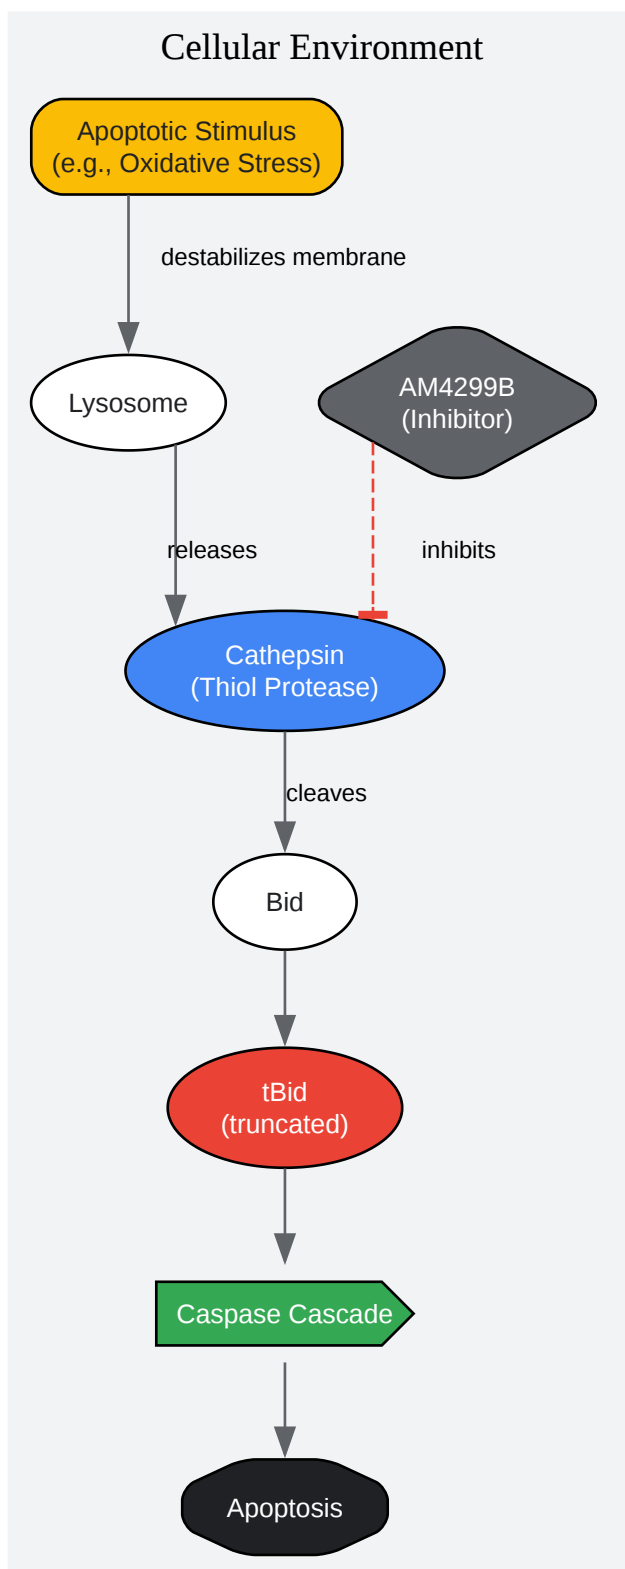 Cellular Environment
Apoptotic Stimulus
(e.g., Oxidative Stress)
destabilizes membrane
Lysosome
AM4299B
(Inhibitor)
releases
inhibits
Cathepsin
(Thiol Protease)
cleaves
Bid
tBid
(truncated)
Caspase Cascade
Apoptosis